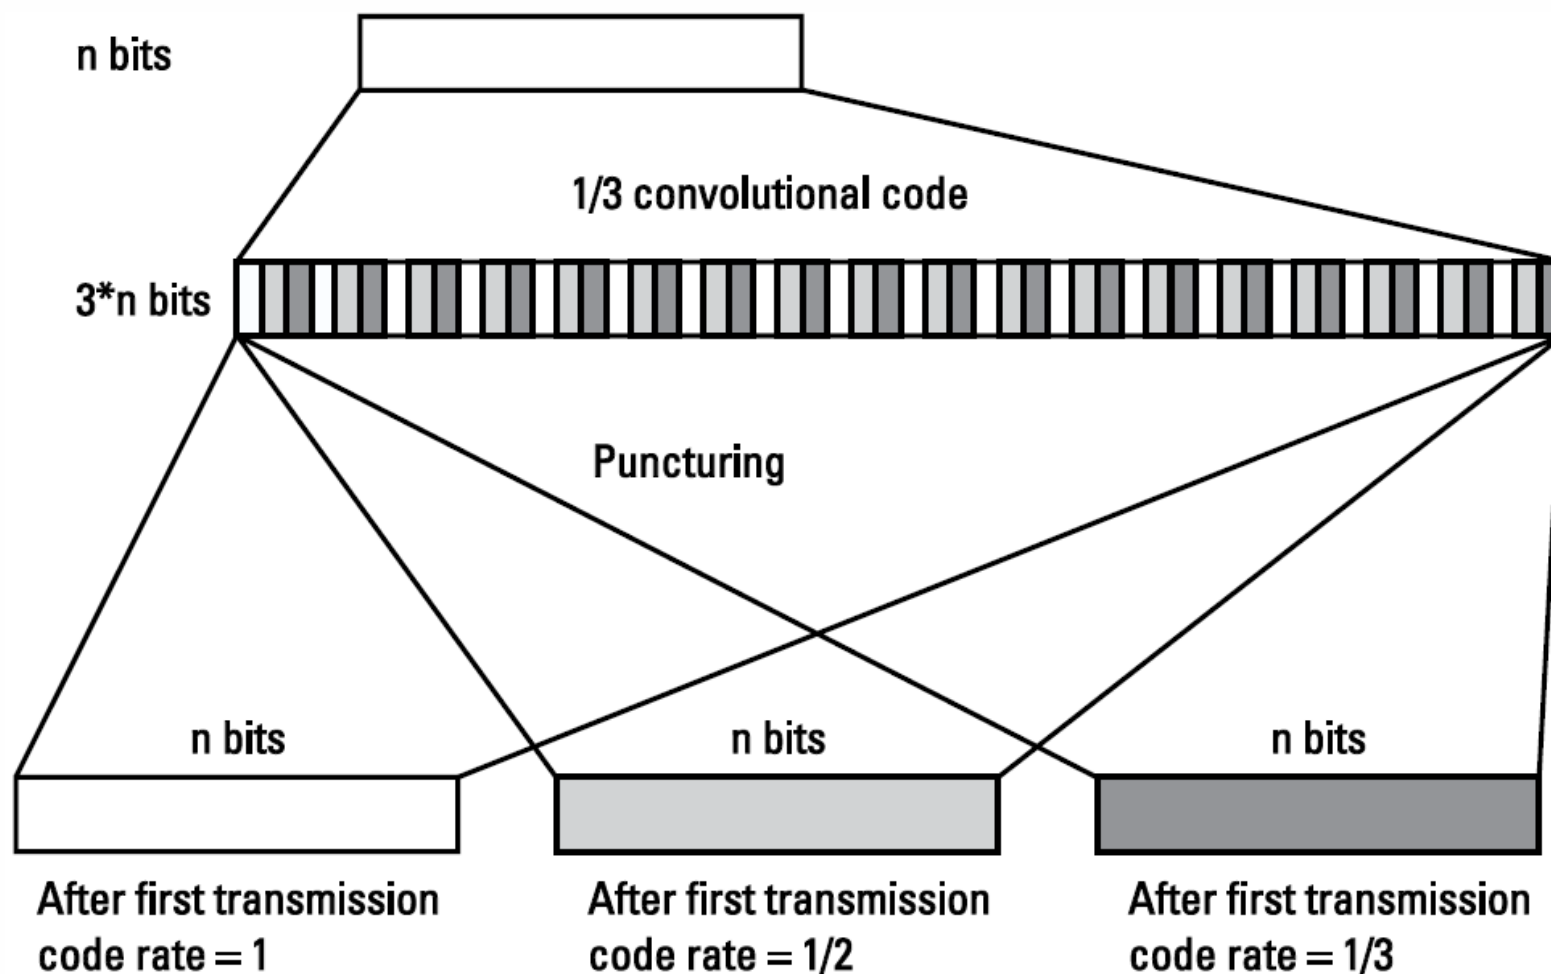 n bits
1/3 convolutional code
3*n bits
Puncturing
n bits
n bits
n bits
After first transmission
code rate = 1
After first transmission
code rate = 1/2
After first transmission
code rate = 1/3